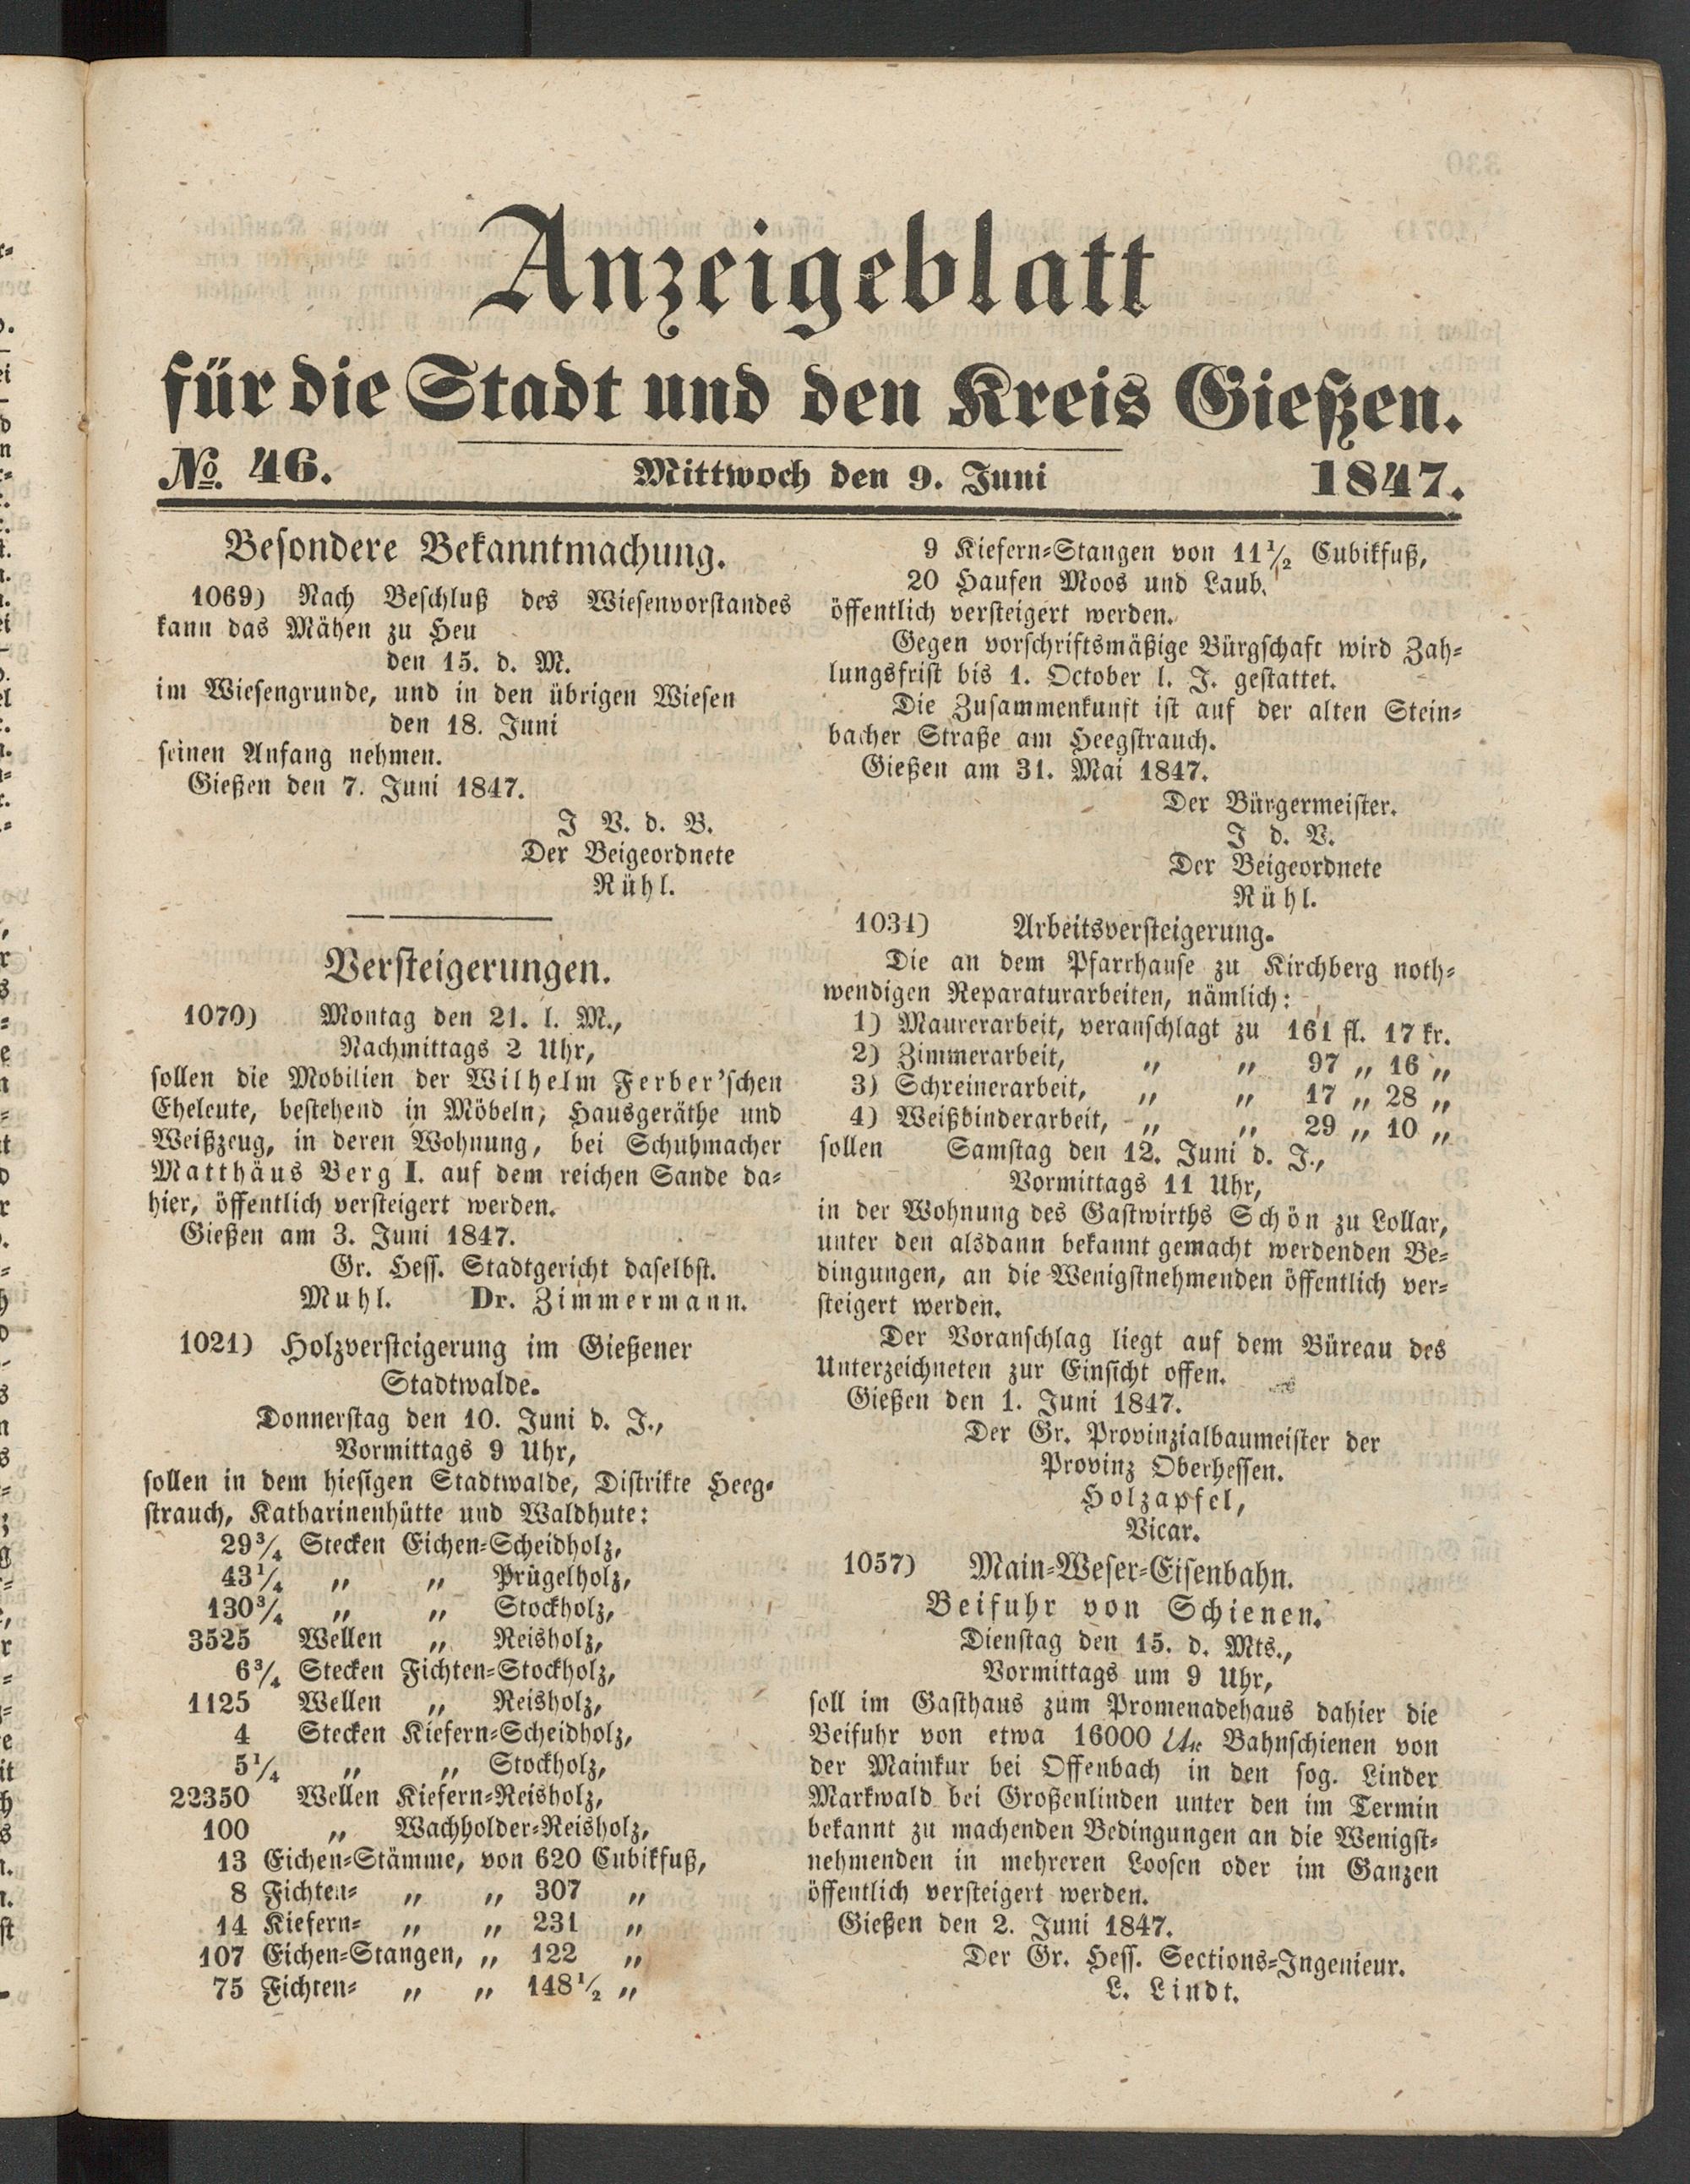 Anzeigeblatt
für die Stadt und den Kreis Gießen.
No. 46. Mittwoch den 9. Juni 1847.
Besondere Bekanntmachung.
1069) Nach Beschluß des Wiesenvorstandes
kann das Mähen zu Heu
den 15. d. M.
im Wiesengrunde, und in den übrigen Wiesen
den 18. Juni
seinen Anfang nehmen.
Gießen den 7. Juni 1847.
J V. d. B.
Der Beigeordnete
Rühl.
Versteigerungen.
1070) Montag den 21. l. M.,
Nachmittags 2 Uhr,
sollen die Mobilien der Wilhelm Ferber'schen
Eheleute, bestehend in Möbeln, Hausgeräthe und
Weißzeug, in deren Wohnung, bei Schuhmacher
Matthäus Berg I. auf dem reichen Sande da=
hier, öffentlich versteigert werden.
Gießen am 3. Juni 1847.
Gr. Hess. Stadtgericht daselbst.
Muhl. Dr. Zimmermann.
1021) Holzversteigerung im Gießener
Stadtwalde.
Donnerstag den 10. Juni d. J.,
Vormittags 9 Uhr,
sollen in dem hiesigen Stadtwalde, Distrikte Heeg=
strauch, Katharinenhütte und Waldhute:
29¾ Stecken Eichen=Scheidholz,
43¼ „ „ Prügelholz,
130¾ „ „ Stockholz,
3525 Wellen „ Reisholz,
6¾ Stecken Fichten=Stockholz,
1125 Wellen „ Reisholz,
4 Stecken Kiefern=Scheidholz,
5¼ „ „ Stockholz,
22350 Wellen Kiefern=Reisholz,
100 „ Wachholder=Reisholz,
13 Eichen=Stämme, von 620 Cubikfuß,
8 Fichten= „ „ 307 „
14 Kiefern= „ „ 231 „
107 Eichen=Stangen, „ 122 „
75 Fichten= „ „ 148½ „
9 Kiefern=Stangen von 11½ Cubikfuß,
20 Haufen Moos und Laub,
öffentlich versteigert werden.
Gegen vorschriftsmäßige Bürgschaft wird Zah=
lungsfrist bis 1. October l. J. gestattet.
Die Zusammenkunft ist auf der alten Stein=
bacher Straße am Heegstrauch.
Gießen am 31. Mai 1847.
Der Bürgermeister.
J d. V.
Der Beigeordnete
Rühl.
1034) Arbeitsversteigerung.
Die an dem Pfarrhause zu Kirchberg noth=
wendigen Reparaturarbeiten, nämlich:
1) Maurerarbeit, veranschlagt zu 161 fl. 17 kr.
2) Zimmerarbeit, „ „ 97 „ 16 „
3) Schreinerarbeit, „ „ 17 „ 28 „
4) Weißbinderarbeit, „ „ 29 „ 10 „
sollen Samstag den 12. Juni d. J.,
Vormittags 11 Uhr,
in der Wohnung des Gastwirths Schön zu Lollar,
unter den alsdann bekannt gemacht werdenden Be=
dingungen, an die Wenigstnehmenden öffentlich ver=
steigert werden.
Der Voranschlag liegt auf dem Büreau des
Unterzeichneten zur Einsicht offen.
Gießen den 1. Juni 1847.
Der Gr. Provinzialbaumeister der
Provinz Oberhessen.
Holzapfel,
Vicar.
1057) Main=Weser=Eisenbahn.
Beifuhr von Schienen.
Dienstag den 15. d. Mts.,
Vormittags um 9 Uhr,
soll im Gasthaus zum Promenadehaus dahier die
Beifuhr von etwa 16000 Bahnschienen von
der Mainkur bei Offenbach in den sog. Linder
Markwald bei Großenlinden unter den im Termin
bekannt zu machenden Bedingungen an die Wenigst=
nehmenden in mehreren Loosen oder im Ganzen
öffentlich versteigert werden.
Gießen den 2. Juni 1847.
Der Gr. Hess. Sections=Ingenieur.
L. Lindt.